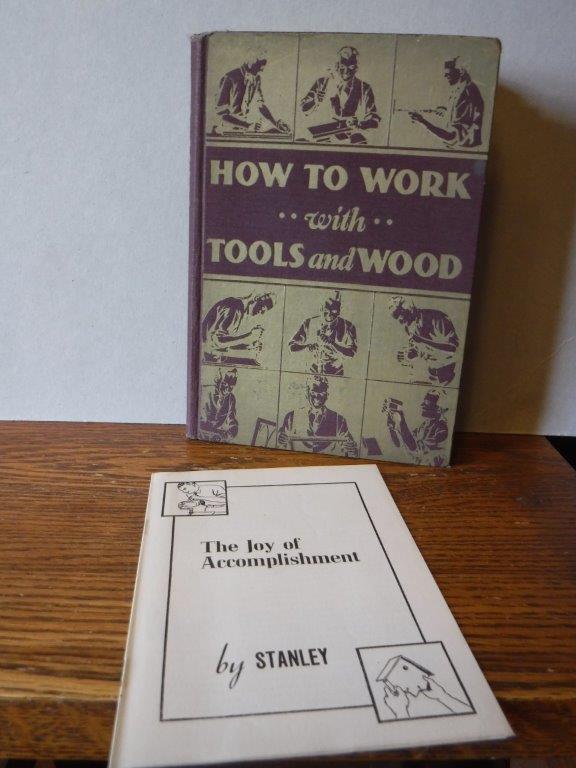 HOW TO WORK
•• with ••
TOOLS and WOOD
The Joy of
Accomplishment
by STANLEY